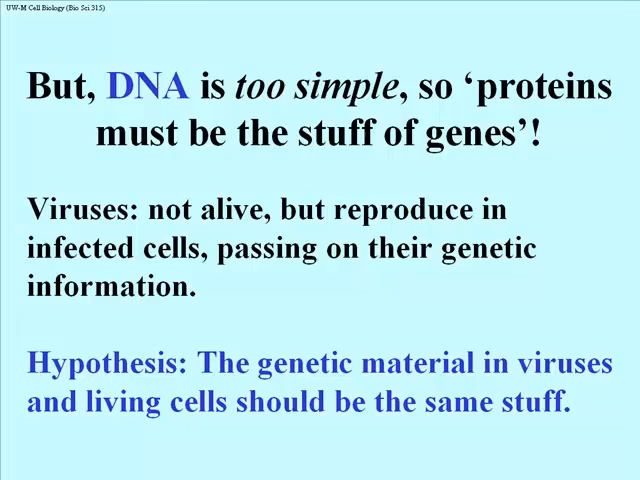 UW-M Cell Biology (Bio Sci 315)
But, DNA is too simple, so ‘proteins
must be the stuff of genes’!
Viruses: not alive, but reproduce in
infected cells, passing on their genetic
information.
Hypothesis: The genetic material in viruses
and living cells should be the same stuff.